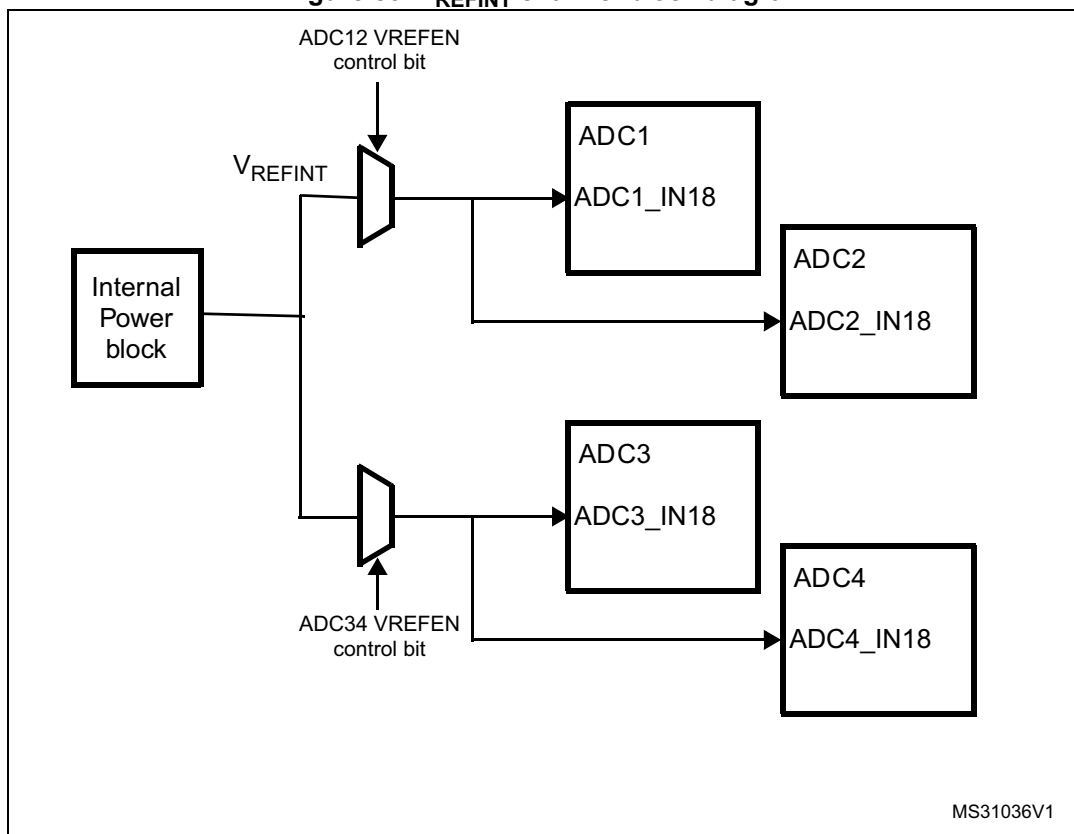 ADC12 VREFEN
control bit
ADC1
VREFINT
ADC1_IN18
ADC2
Internal
Power
block
ADC2_IN18
ADC3
ADC3_IN18
ADC4
ADC34 VREFEN
control bit
ADC4_IN18
MS31036V1